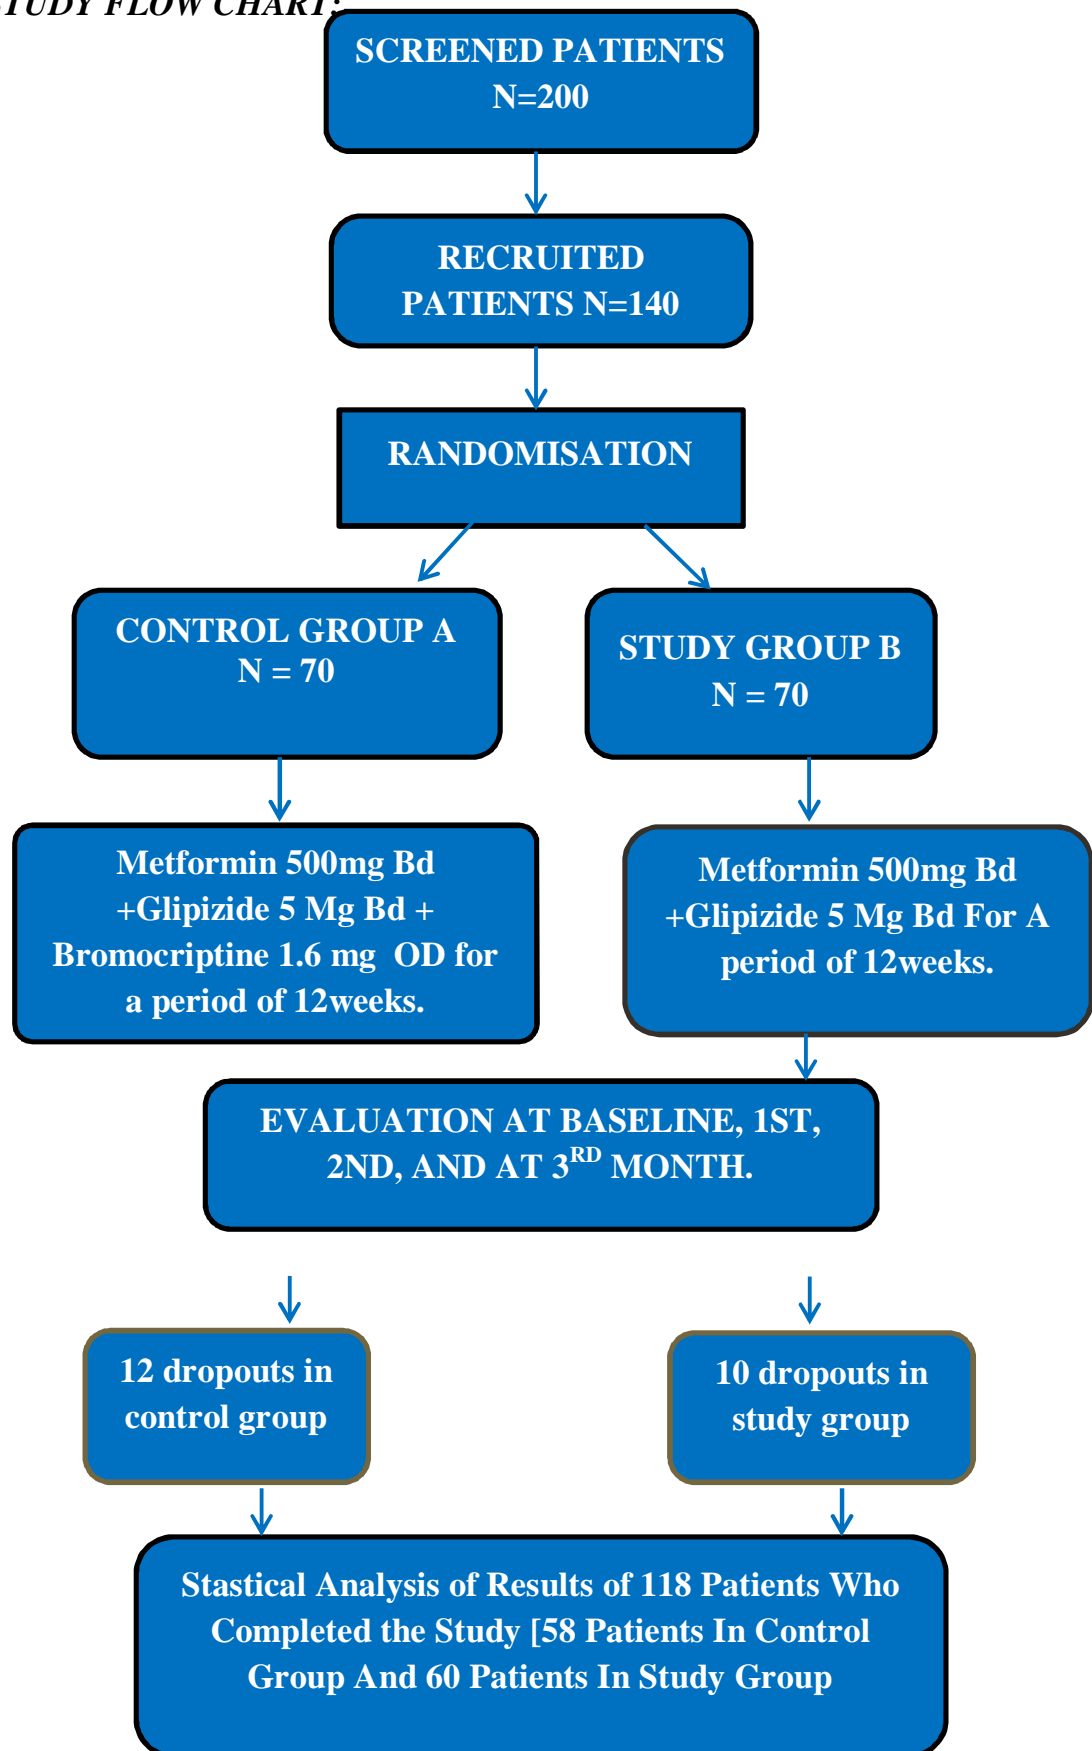 STUDY FLOW CHART:
SCREENED PATIENTS
N=200
RECRUITED
PATIENTS N=140
RANDOMISATION
CONTROL GROUP A
N = 70
STUDY GROUP B
N = 70
Metformin 500mg Bd
+Glipizide 5 Mg Bd +
Bromocriptine 1.6 mg OD for
a period of 12weeks.
Metformin 500mg Bd
+Glipizide 5 Mg Bd For A
period of 12weeks.
EVALUATION AT BASELINE, 1ST,
2ND, AND AT 3RD MONTH.
12 dropouts in
control group
10 dropouts in
study group
Stastical Analysis of Results of 118 Patients Who
Completed the Study [58 Patients In Control
Group And 60 Patients In Study Group